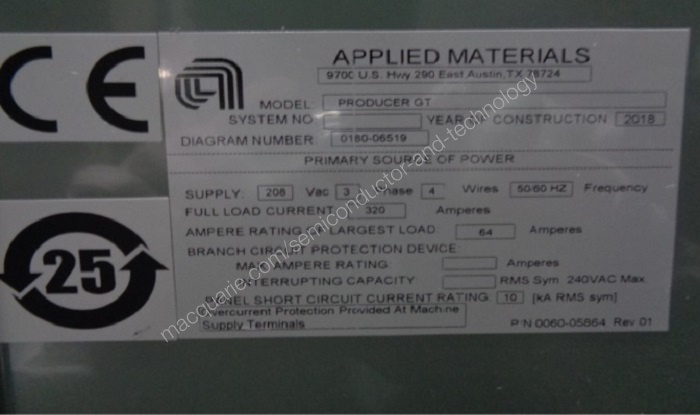 CE
APPLIED MATERIALS
9700 U.S. Hwy 290 East Austin, TX 78724
MODEL: PRODUCER GT
SYSTEM NO. YEAR OF CONSTRUCTION 2018
DIAGRAM NUMBER: 0180-06519
PRIMARY SOURCE OF POWER
SUPPLY: 208 Vac 3 Phase 4 Wires 50/60 HZ Frequency
FULL LOAD CURRENT 320 Amperes
AMPERE RATING OF LARGEST LOAD 64 Amperes
BRANCH CIRCUIT PROTECTION DEVICE:
MAX AMPERE RATING Amperes
INTERRUPTING CAPACITY RMS Sym. 240VAC Max.
PANEL SHORT CIRCUIT CURRENT RATING 10 [kA RMS sym]
Overcurrent Protection Provided At Machine
Supply Terminals
P/N 0060-05864 Rev 01
25
macquarie.com/semiconductor-and-technology